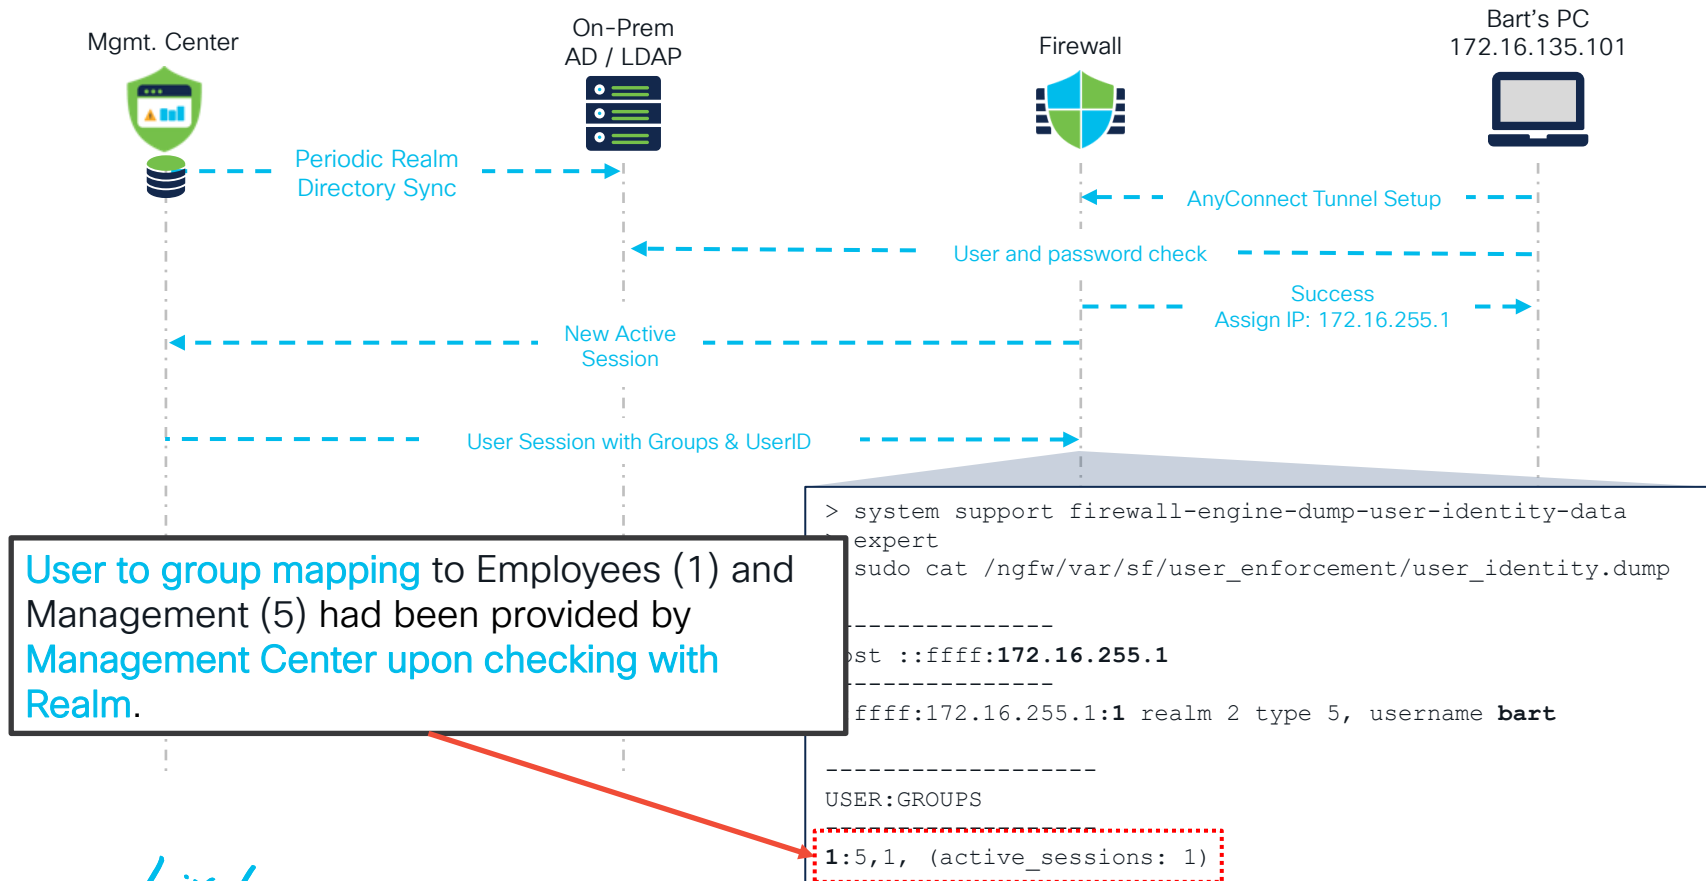 Mgmt. Center
On-Prem
AD / LDAP
Firewall
Bart's PC
172.16.135.101
Periodic Realm
Directory Sync
AnyConnect Tunnel Setup
User and password check
Success
Assign IP: 172.16.255.1
New Active
Session
User Session with Groups & UserID
> system support firewall-engine-dump-user-identity-data
expert
sudo cat /ngfw/var/sf/user_enforcement/user_identity.dump
---------------
st ::ffff:172.16.255.1
---------------
ffff:172.16.255.1:1 realm 2 type 5, username bart
-------------------
USER:GROUPS
-------------------
1:5,1, (active_sessions: 1)
User to group mapping to Employees (1) and
Management (5) had been provided by
Management Center upon checking with
Realm.